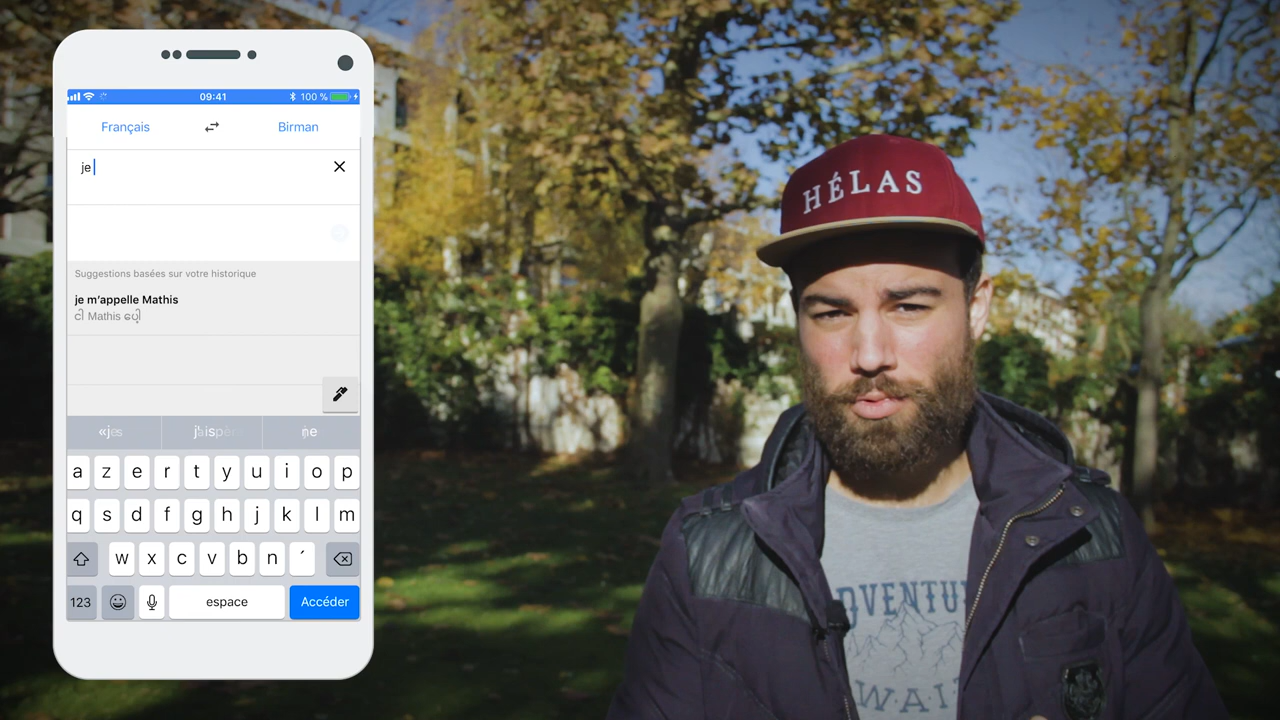 09:41
100 %
Français
Birman
je
Suggestions basées sur votre historique
je m'appelle Mathis
Mathis
123
espace
Accéder
a z e r t y u i o p
q s d f g h j k l m
w x c v b n ´
HÉLAS